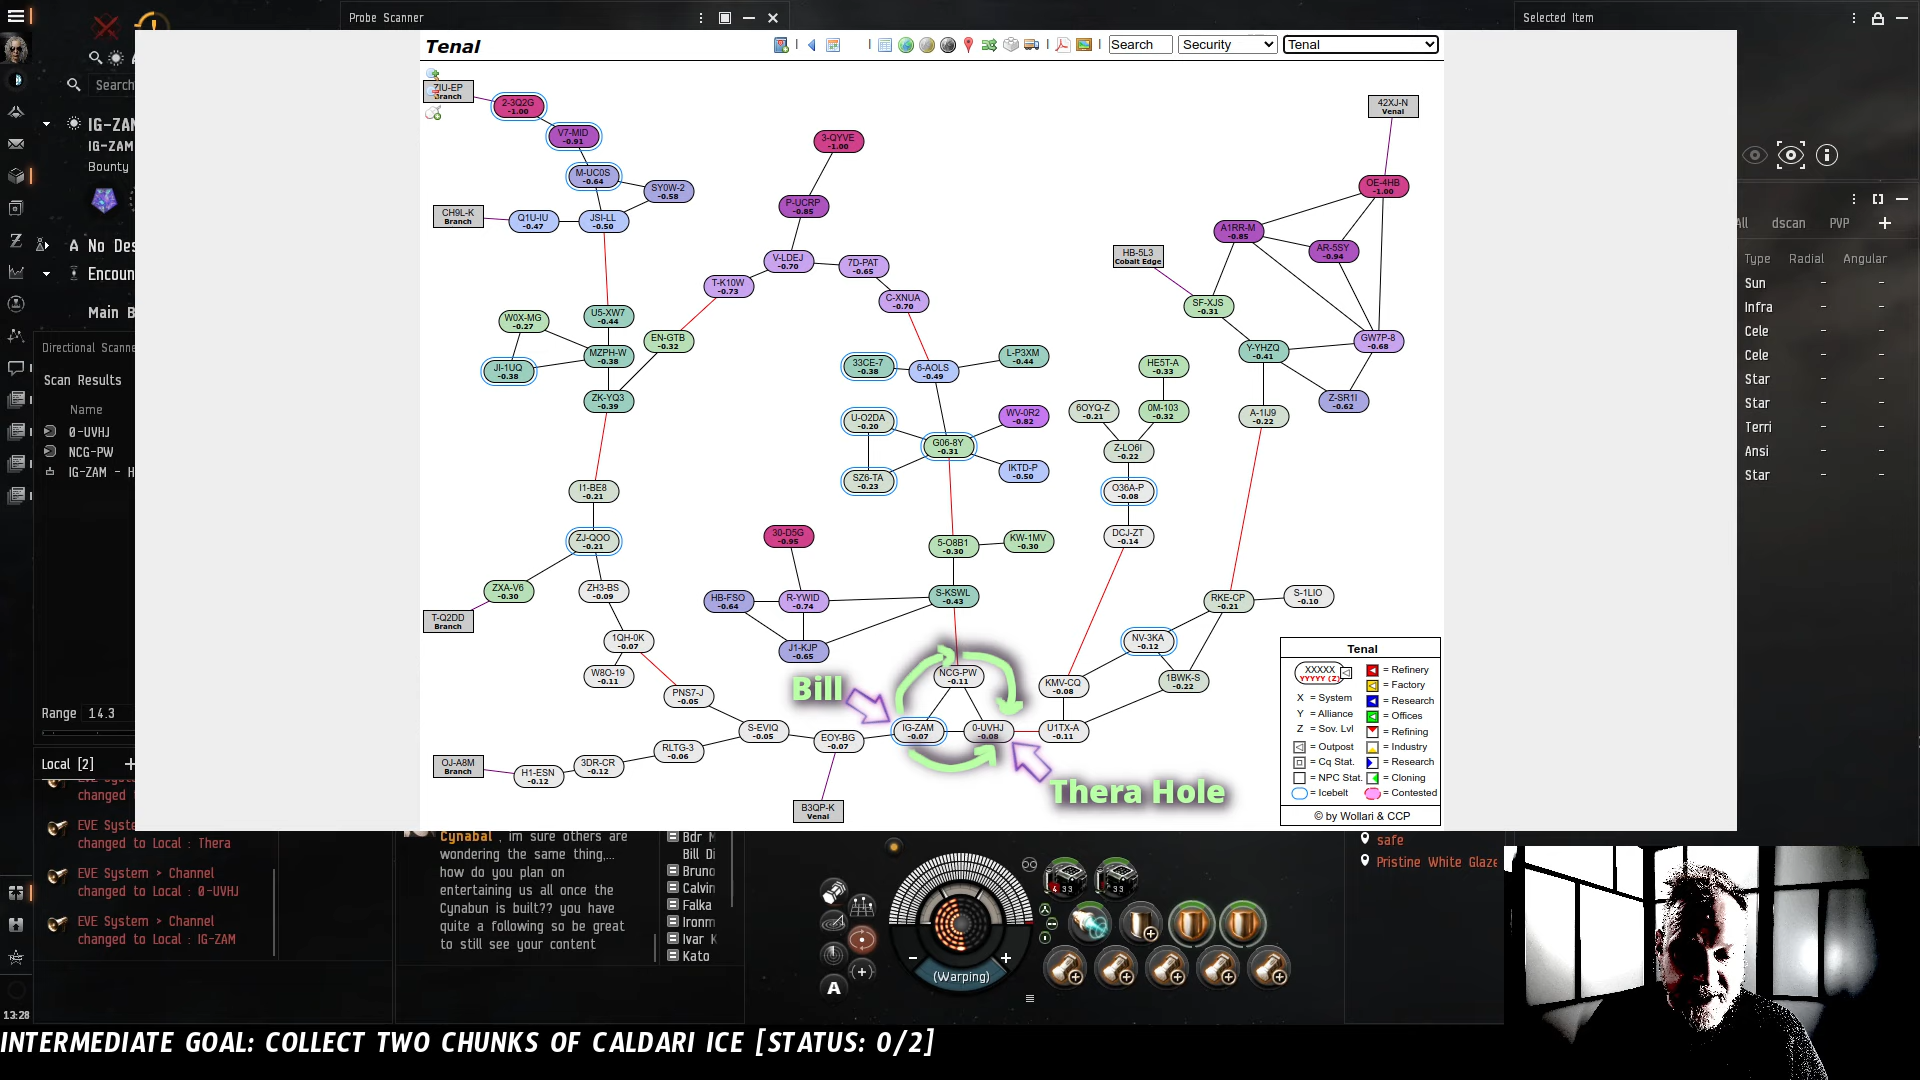 Probe Scanner
Selected Item
Search
IG-ZAM
IG-ZAM
Bounty
No Des
Encoun
Main B
Directional Scanne
Scan Results
Name
0-UVHJ
NCG-PW
IG-ZAM - H
Range 14.3
Local [2]
changed
EVE Syste
changed to Local : Thera
EVE System > Channel
changed to Local : 0-UVHJ
EVE System > Channel
changed to Local : IG-ZAM
13:28
Tenal
Search
Security
Tenal
ZIU-EP
Branch
2-3Q2G
-1.00
V7-MID
-0.91
M-UC0S
-0.64
SY0W-2
-0.58
CH9L-K
Branch
Q1U-IU
-0.47
JSI-LL
-0.50
3-QYVE
-1.00
P-UCRP
-0.85
V-LDEJ
-0.70
7D-PAT
-0.65
T-K10W
-0.73
C-XNUA
-0.70
42XJ-N
Venal
OE-4HB
-1.00
A1RR-M
-0.85
AR-5SY
-0.94
HB-5L3
Cobalt Edge
SF-XJS
-0.31
Y-YHZQ
-0.41
GW7P-8
-0.68
Z-SR1I
-0.62
A-1IJ9
-0.22
W0X-MG
-0.27
U5-XW7
-0.44
EN-GTB
-0.32
MZPH-W
-0.38
JI-1UQ
-0.38
ZK-YQ3
-0.39
33CE-7
-0.38
6-AOLS
-0.49
L-P3XM
-0.44
HE5T-A
-0.33
6OYQ-Z
-0.21
0M-103
-0.32
U-O2DA
-0.20
WV-0R2
-0.82
G06-8Y
-0.31
SZ6-TA
-0.23
IKTD-P
-0.50
Z-LO6I
-0.22
O36A-P
-0.08
DCJ-ZT
-0.14
I1-BE8
-0.21
ZJ-QOO
-0.21
30-D5G
-0.95
5-O8B1
-0.30
KW-1MV
-0.30
ZXA-V6
-0.30
ZH3-BS
-0.09
T-Q2DD
Branch
HB-FSO
-0.64
R-YWID
-0.74
S-KSWL
-0.43
RKE-CP
-0.21
S-1LIO
-0.10
1QH-0K
-0.07
J1-KJP
-0.65
NV-3KA
-0.12
W8O-19
-0.11
PNS7-J
-0.05
NCG-PW
-0.11
KMV-CQ
-0.08
1BWK-S
-0.22
Bill
S-EVIQ
-0.05
EOY-BG
-0.07
IG-ZAM
-0.07
0-UVHJ
-0.08
U1TX-A
-0.11
RLTG-3
-0.06
OJ-A8M
Branch
H1-ESN
-0.12
3DR-CR
-0.12
Thera Hole
B3QP-K
Venal
Tenal
XXXXX
YYYYY (Z)
X = System
Y = Alliance
Z = Sov. Lvl
= Outpost
= Cq Stat.
= NPC Stat.
= Icebelt
= Refinery
= Factory
= Research
= Offices
= Refining
= Industry
= Research
= Cloning
= Contested
© by Wollari & CCP
All dscan PVP
Type Radial Angular
Sun - -
Infra - -
Cele - -
Cele - -
Star - -
Star - -
Terri - -
Ansi - -
Star - -
Cynabal , im sure others are
wondering the same thing,...
how do you plan on
entertaining us all once the
Cynabun is built?? you have
quite a following so be great
to still see your content
Bdr
Bill Di
Bruno
Calvin
Falka
Ironm
Ivar K
Kato
(Warping)
A
33
33
safe
Pristine White Glaze
INTERMEDIATE GOAL: COLLECT TWO CHUNKS OF CALDARI ICE [STATUS: 0/2]